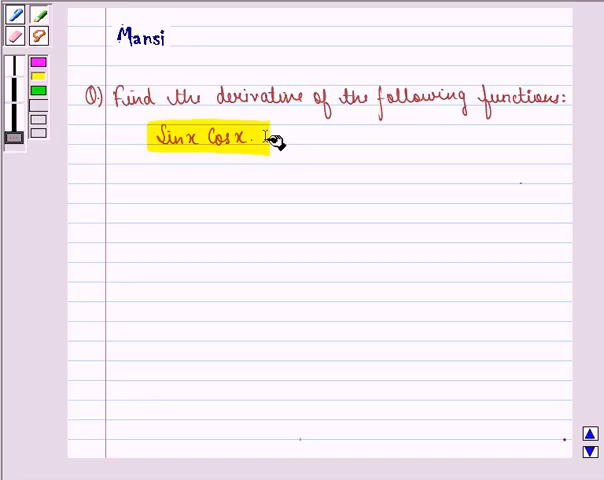 Mansi
Q.) Find the derivative of the following functions:
Sinx Cosx.